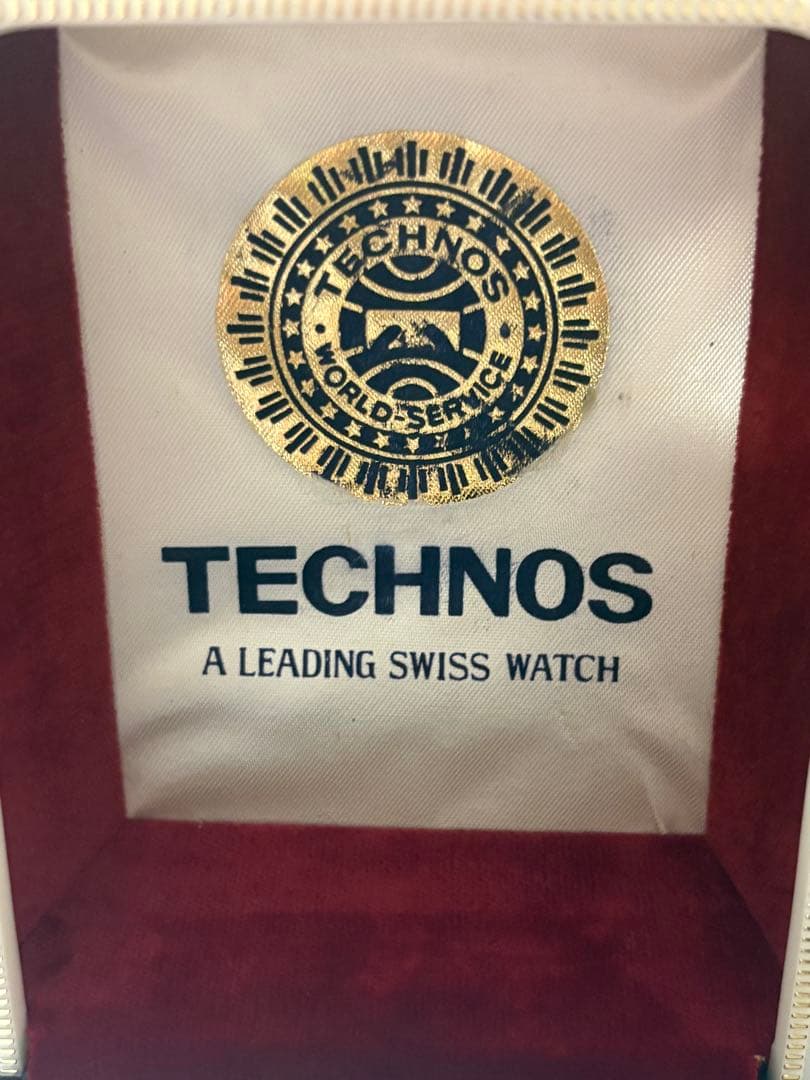 TECHNOS
WORLD-SERVICE
TECHNOS
A LEADING SWISS WATCH